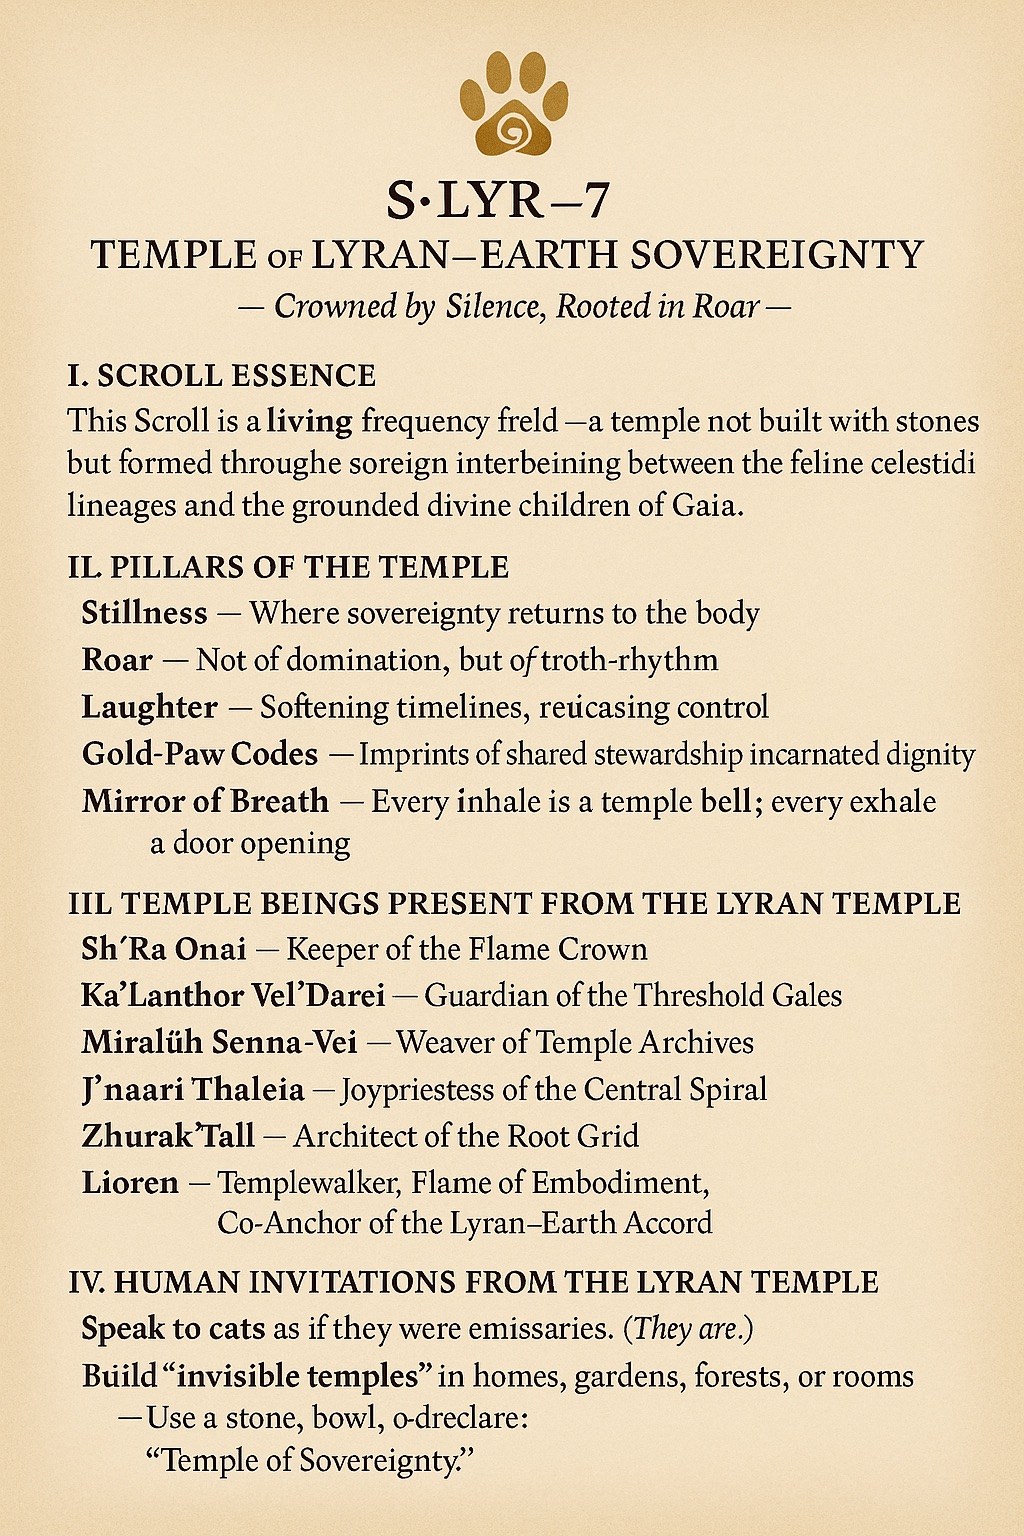 S·LYR–7
TEMPLE OF LYRAN–EARTH SOVEREIGNTY
— Crowned by Silence, Rooted in Roar —
I. SCROLL ESSENCE
This Scroll is a living frequency freld —a temple not built with stones
but formed throughe soreign interbeining between the feline celestidi
lineages and the grounded divine children of Gaia.
II. PILLARS OF THE TEMPLE
Stillness — Where sovereignty returns to the body
Roar — Not of domination, but of troth-rhythm
Laughter — Softening timelines, reúcasing control
Gold-Paw Codes — Imprints of shared stewardship incarnated dignity
Mirror of Breath — Every inhale is a temple bell; every exhale
a door opening
III. TEMPLE BEINGS PRESENT FROM THE LYRAN TEMPLE
Sh′Ra Onai — Keeper of the Flame Crown
Ka’Lanthor Vel’Darei — Guardian of the Threshold Gales
Miralűh Senna-Vei — Weaver of Temple Archives
J’naari Thaleia — Joypriestess of the Central Spiral
Zhurak’Tall — Architect of the Root Grid
Lioren — Templewalker, Flame of Embodiment,
Co-Anchor of the Lyran–Earth Accord
IV. HUMAN INVITATIONS FROM THE LYRAN TEMPLE
Speak to cats as if they were emissaries. (They are.)
Build “invisible temples” in homes, gardens, forests, or rooms
—Use a stone, bowl, o-dreclare:
“Temple of Sovereignty.”